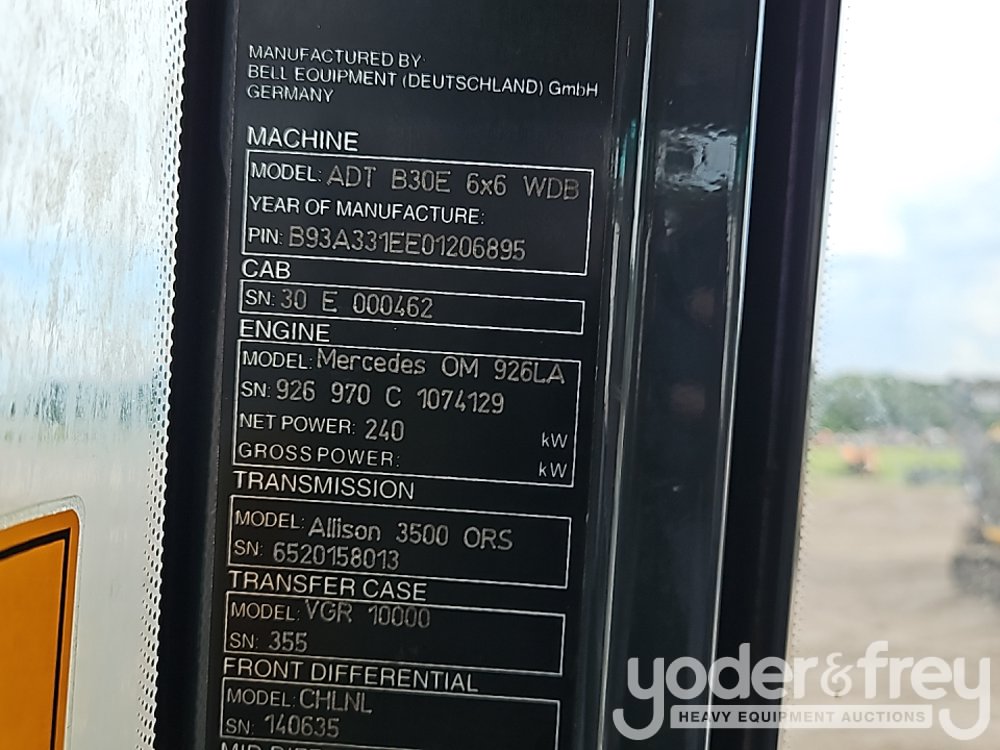 MANUFACTURED BY:
BELL EQUIPMENT (DEUTSCHLAND) GmbH
GERMANY
MACHINE
MODEL: ADT B30E 6x6 WDB
YEAR OF MANUFACTURE:
PIN: B93A331EE01206895
CAB
SN: 30 E 000462
ENGINE
MODEL: Mercedes OM 926LA
SN: 926 970 C 1074129
NET POWER: 240 kW
GROSS POWER: kW
TRANSMISSION
MODEL: Allison 3500 ORS
SN: 6520158013
TRANSFER CASE
MODEL: VGR 10000
SN: 355
FRONT DIFFERENTIAL
MODEL: CHLNL
SN: 140635
yoder&frey
HEAVY EQUIPMENT AUCTIONS